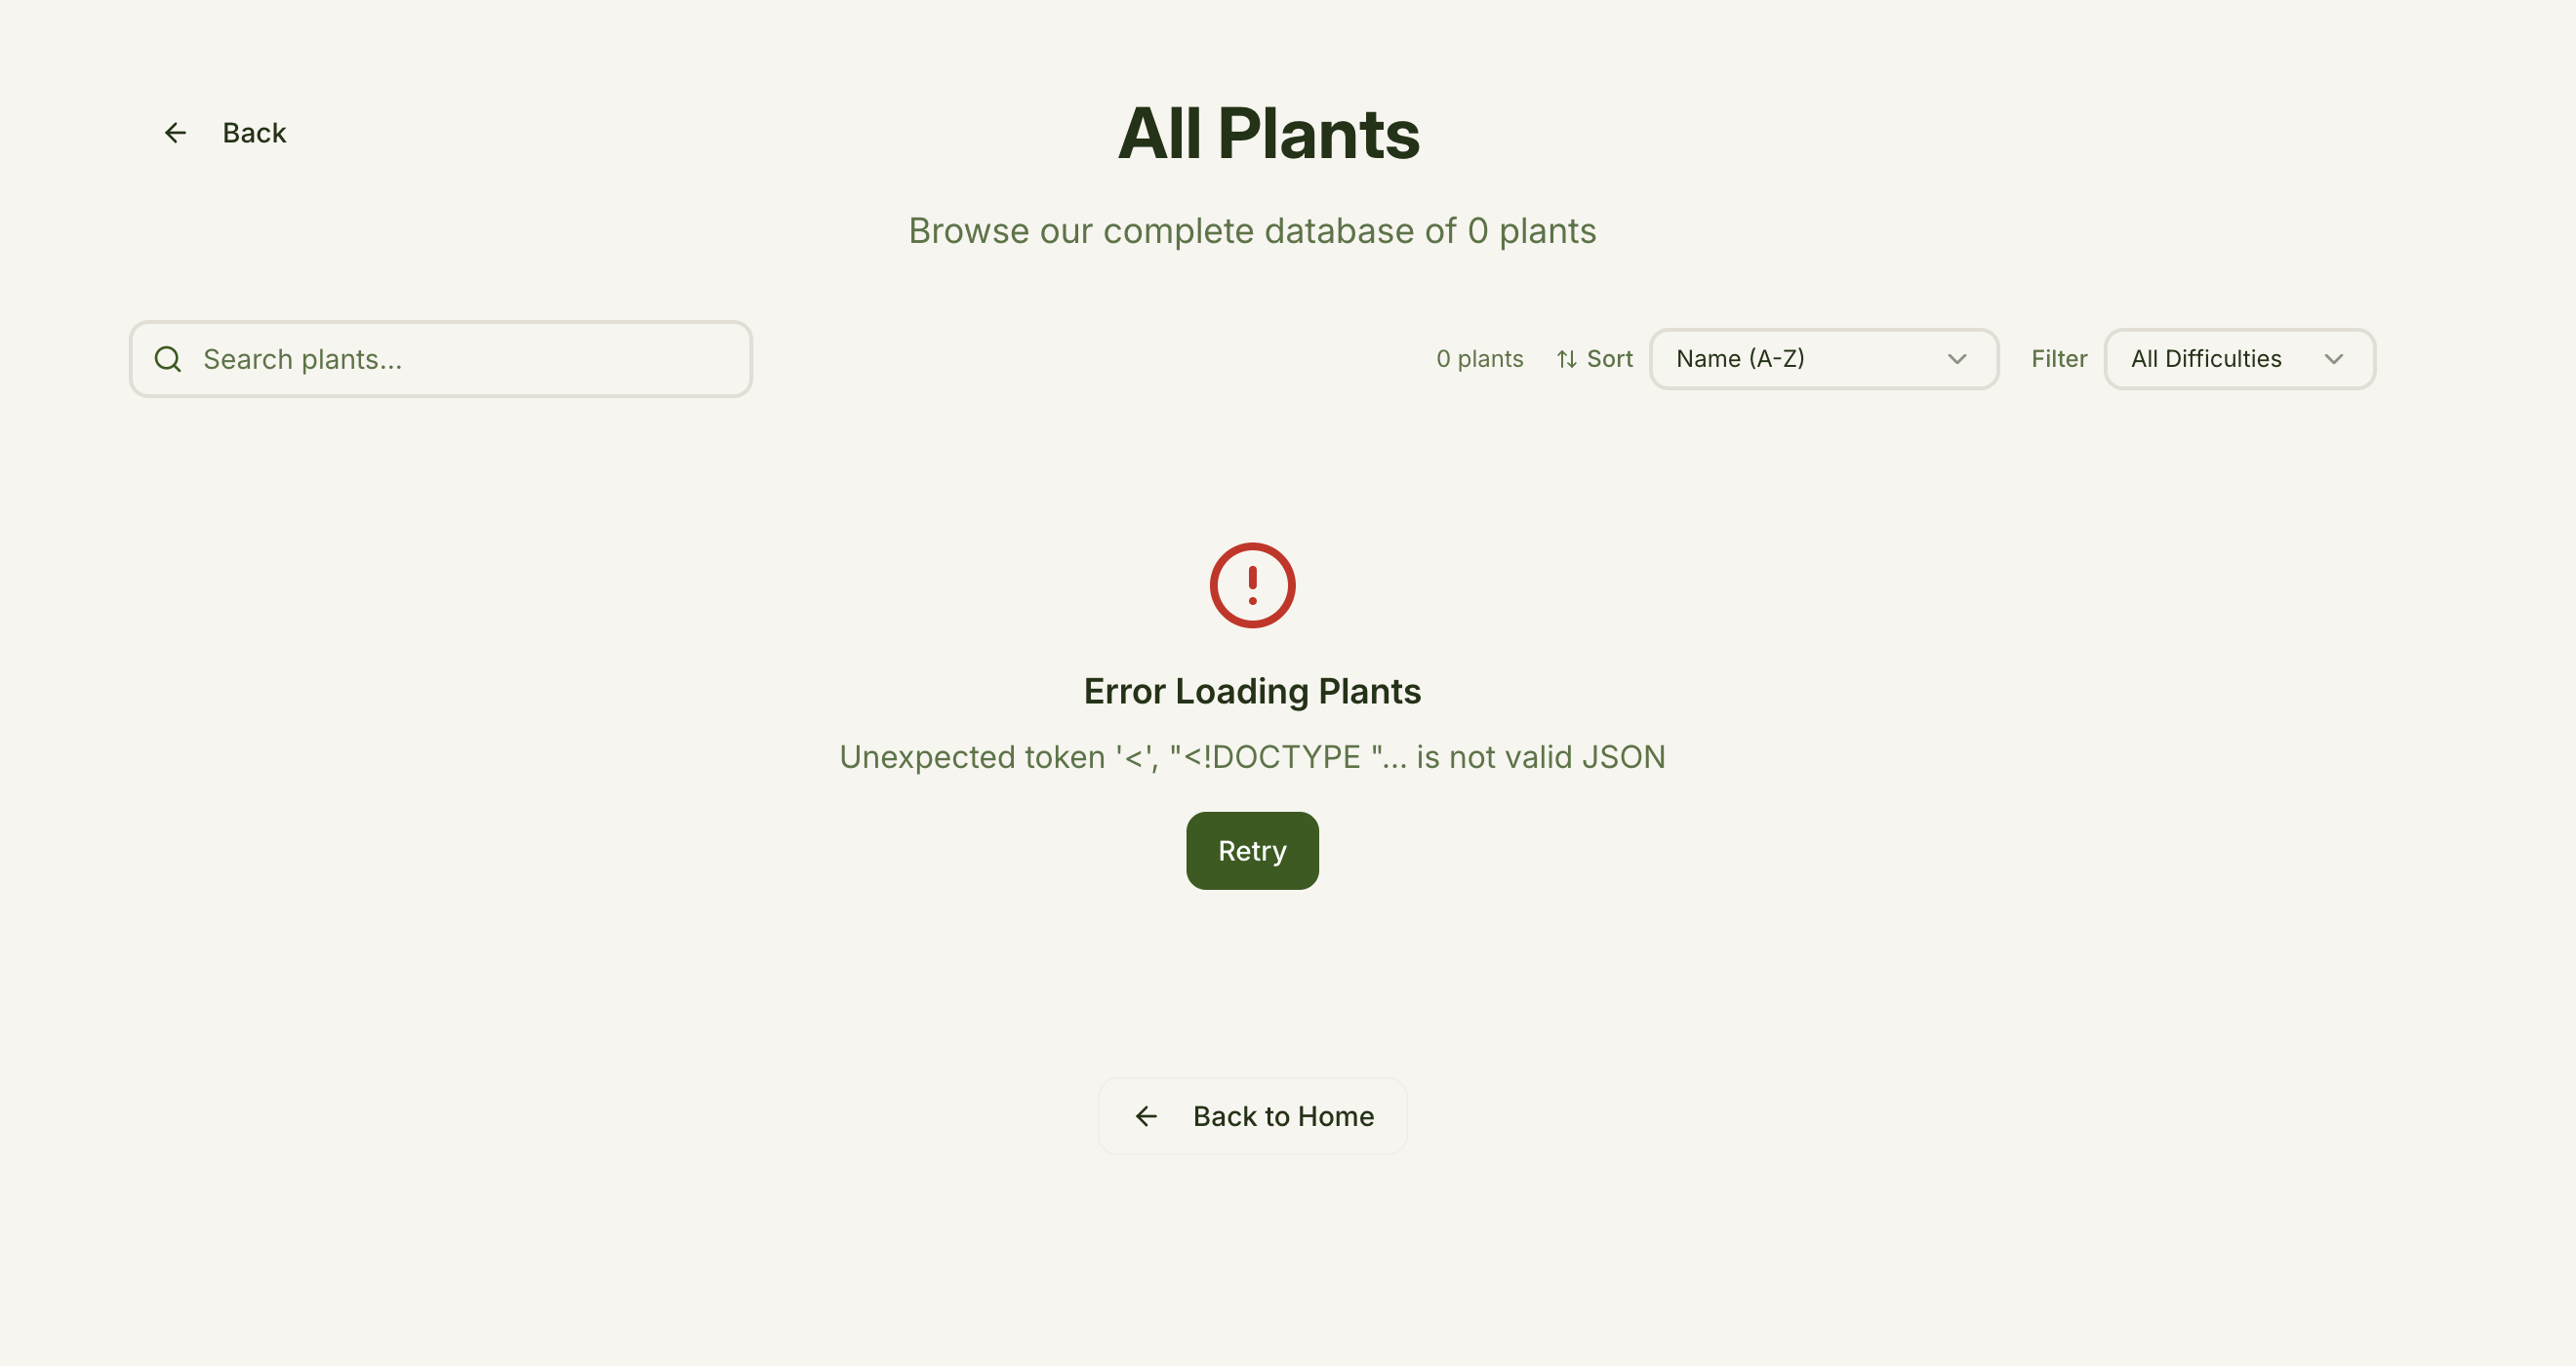 Back
All Plants
Browse our complete database of 0 plants
Search plants...
0 plants
Sort
Name (A-Z)
Filter
All Difficulties
Error Loading Plants
Unexpected token '<', "<!DOCTYPE "... is not valid JSON
Retry
Back to Home